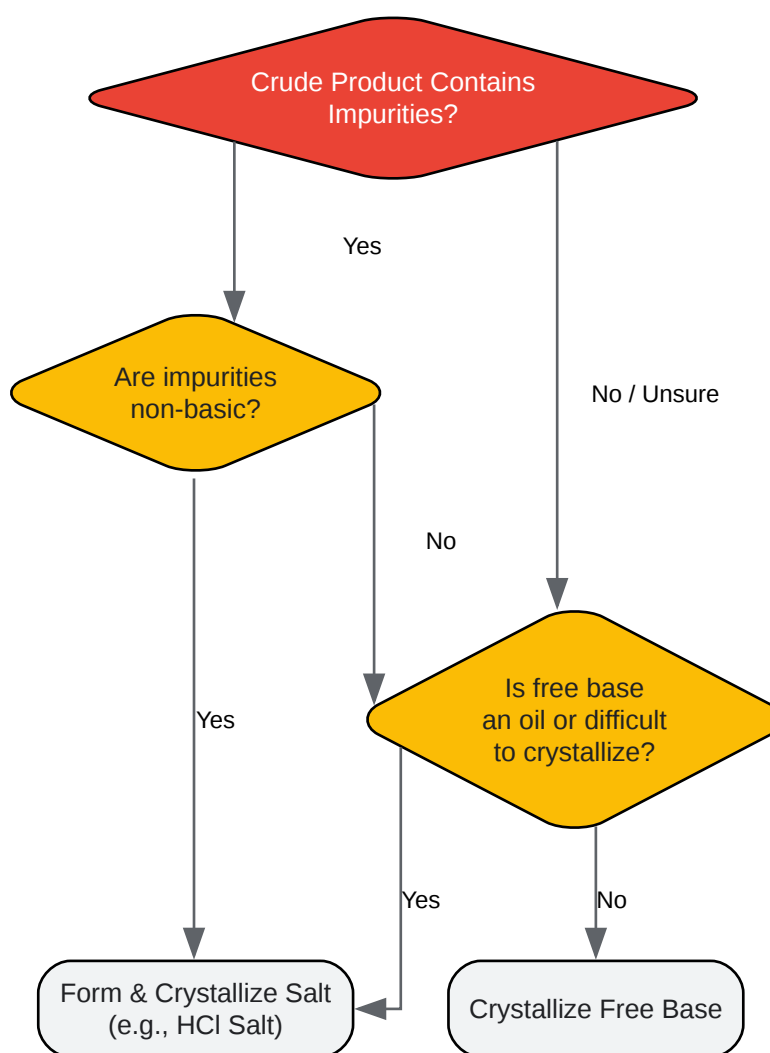 Crude Product Contains
Impurities?
Yes
Are impurities
non-basic?
No / Unsure
No
Is free base
an oil or difficult
to crystallize?
Yes
Yes
No
Form & Crystallize Salt
(e.g., HCl Salt)
Crystallize Free Base